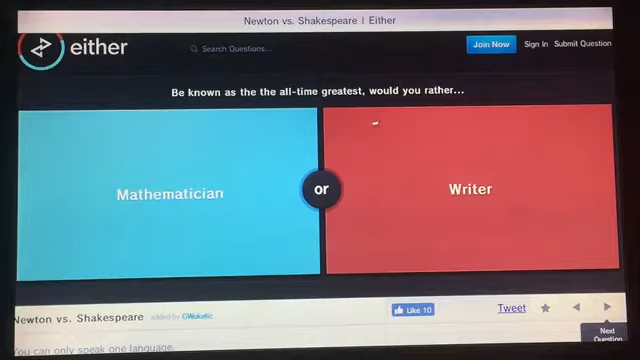 Newton vs. Shakespeare | Either
either
Search Questions...
Join Now
Sign In
Submit Question
Be known as the the all-time greatest, would you rather...
Mathematician
or
Writer
Newton vs. Shakespeare
added by GWukelic
Like 10
Tweet
Next
Question
You can only speak one language.